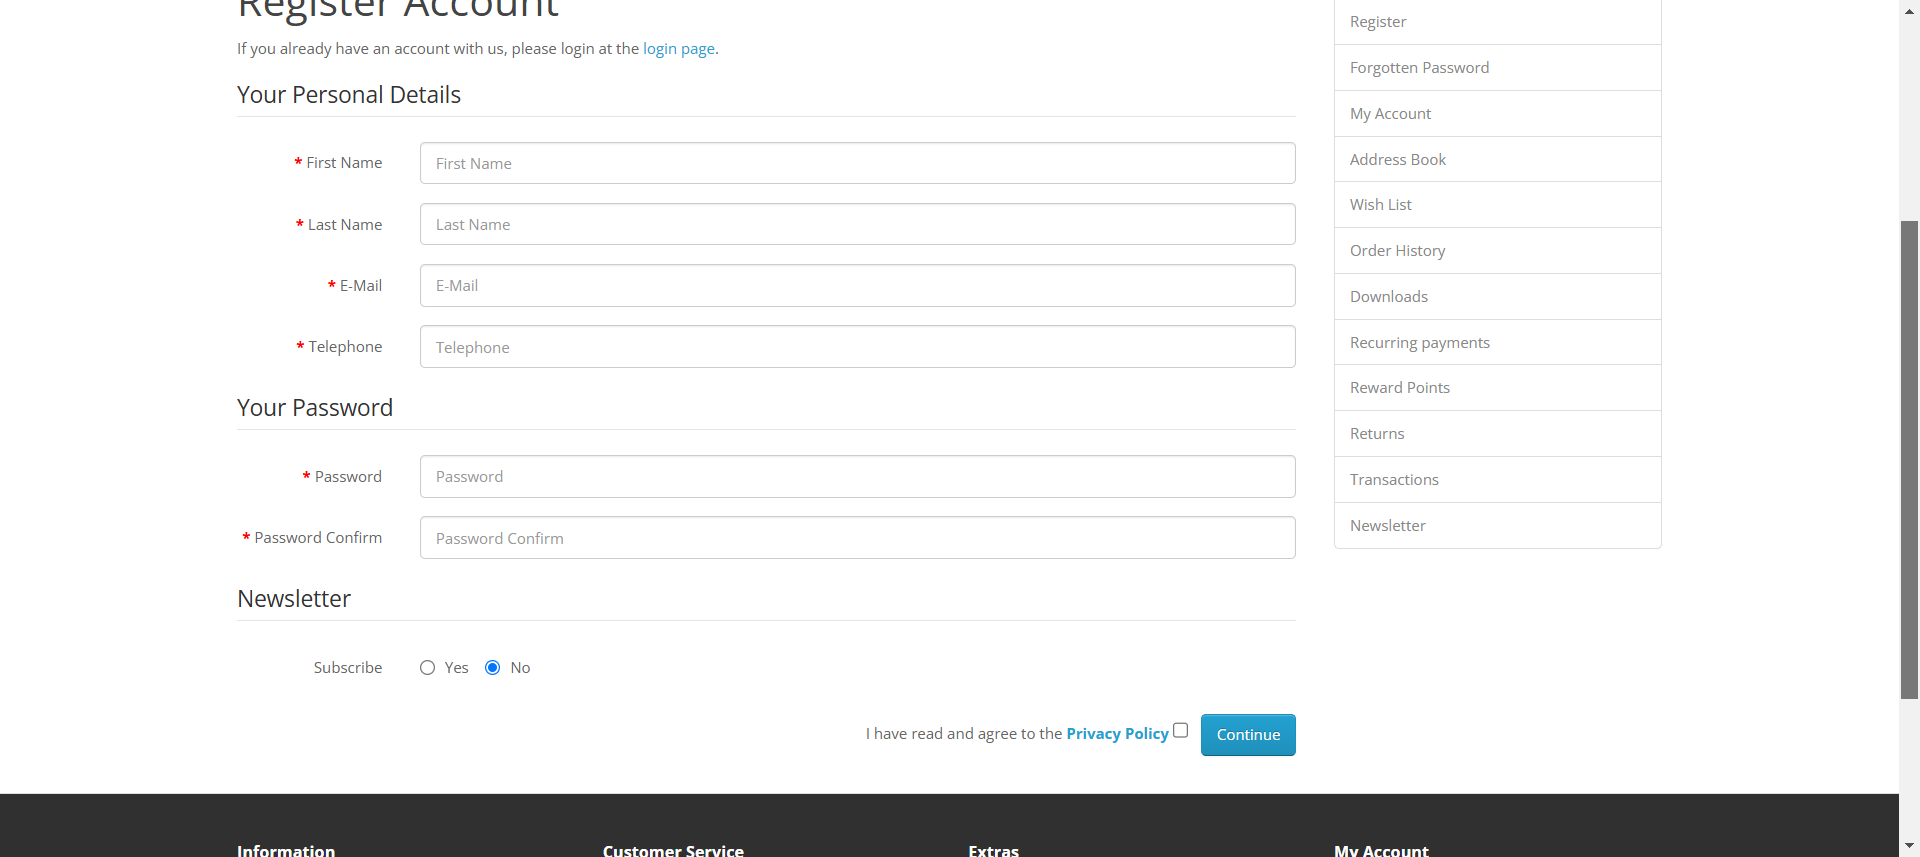 Register Account
If you already have an account with us, please login at the login page.
Your Personal Details
* First Name
First Name
* Last Name
Last Name
* E-Mail
E-Mail
* Telephone
Telephone
Your Password
* Password
Password
* Password Confirm
Password Confirm
Newsletter
Subscribe Yes No
I have read and agree to the Privacy Policy Continue
Register
Forgotten Password
My Account
Address Book
Wish List
Order History
Downloads
Recurring payments
Reward Points
Returns
Transactions
Newsletter
Information
Customer Service
Extras
My Account